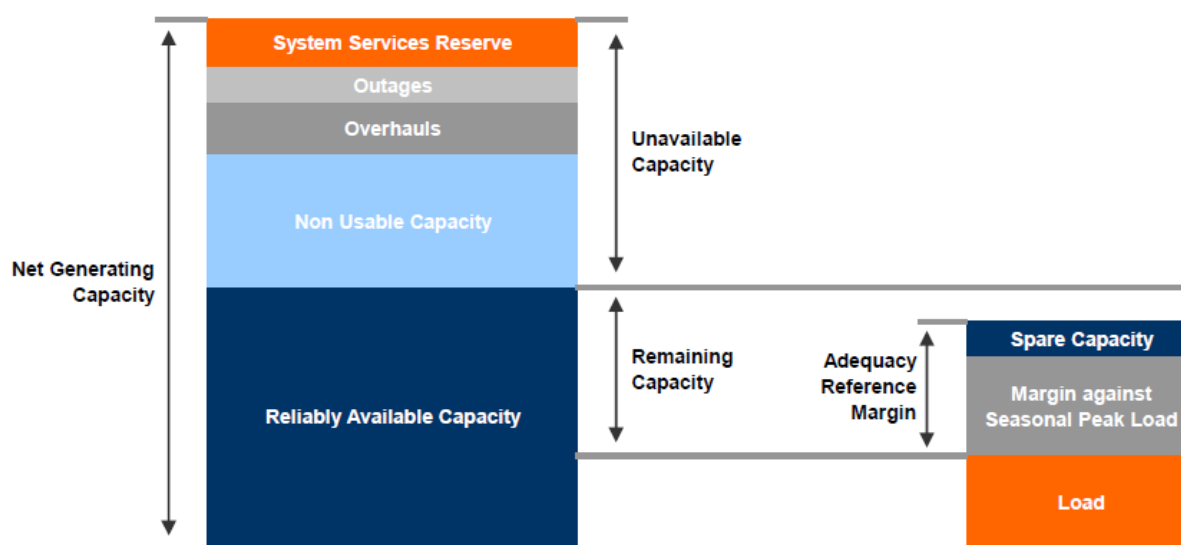 System Services Reserve
Outages
Overhauls
Non Usable Capacity
Reliably Available Capacity
Net Generating
Capacity
Unavailable
Capacity
Remaining
Capacity
Adequacy
Reference
Margin
Spare Capacity
Margin against
Seasonal Peak Load
Load